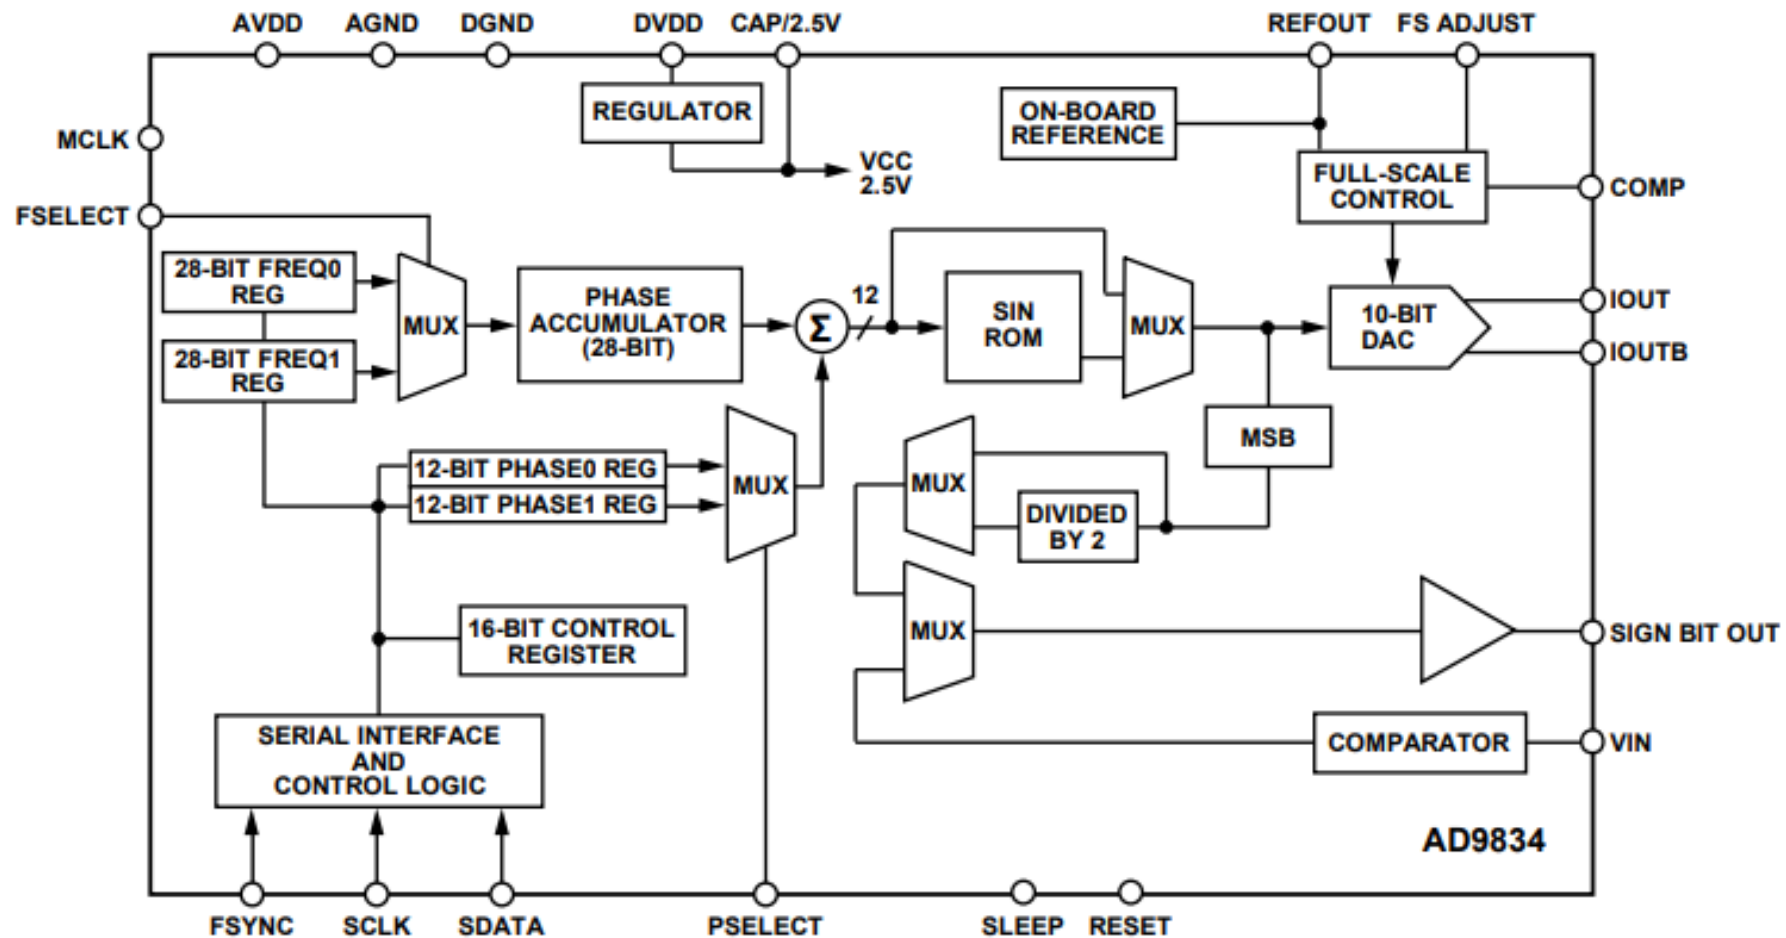 AVDD
AGND
DGND
DVDD
CAP/2.5V
REFOUT
FS ADJUST
REGULATOR
ON-BOARD
REFERENCE
MCLK
VCC
2.5V
FULL-SCALE
CONTROL
COMP
FSELECT
28-BIT FREQ0
REG
MUX
28-BIT FREQ1
REG
PHASE
ACCUMULATOR
(28-BIT)
Σ
12
SIN
ROM
MUX
10-BIT
DAC
IOUT
IOUTB
MSB
12-BIT PHASE0 REG
12-BIT PHASE1 REG
MUX
MUX
DIVIDED
BY 2
16-BIT CONTROL
REGISTER
MUX
SIGN BIT OUT
SERIAL INTERFACE
AND
CONTROL LOGIC
COMPARATOR
VIN
AD9834
FSYNC
SCLK
SDATA
PSELECT
SLEEP
RESET